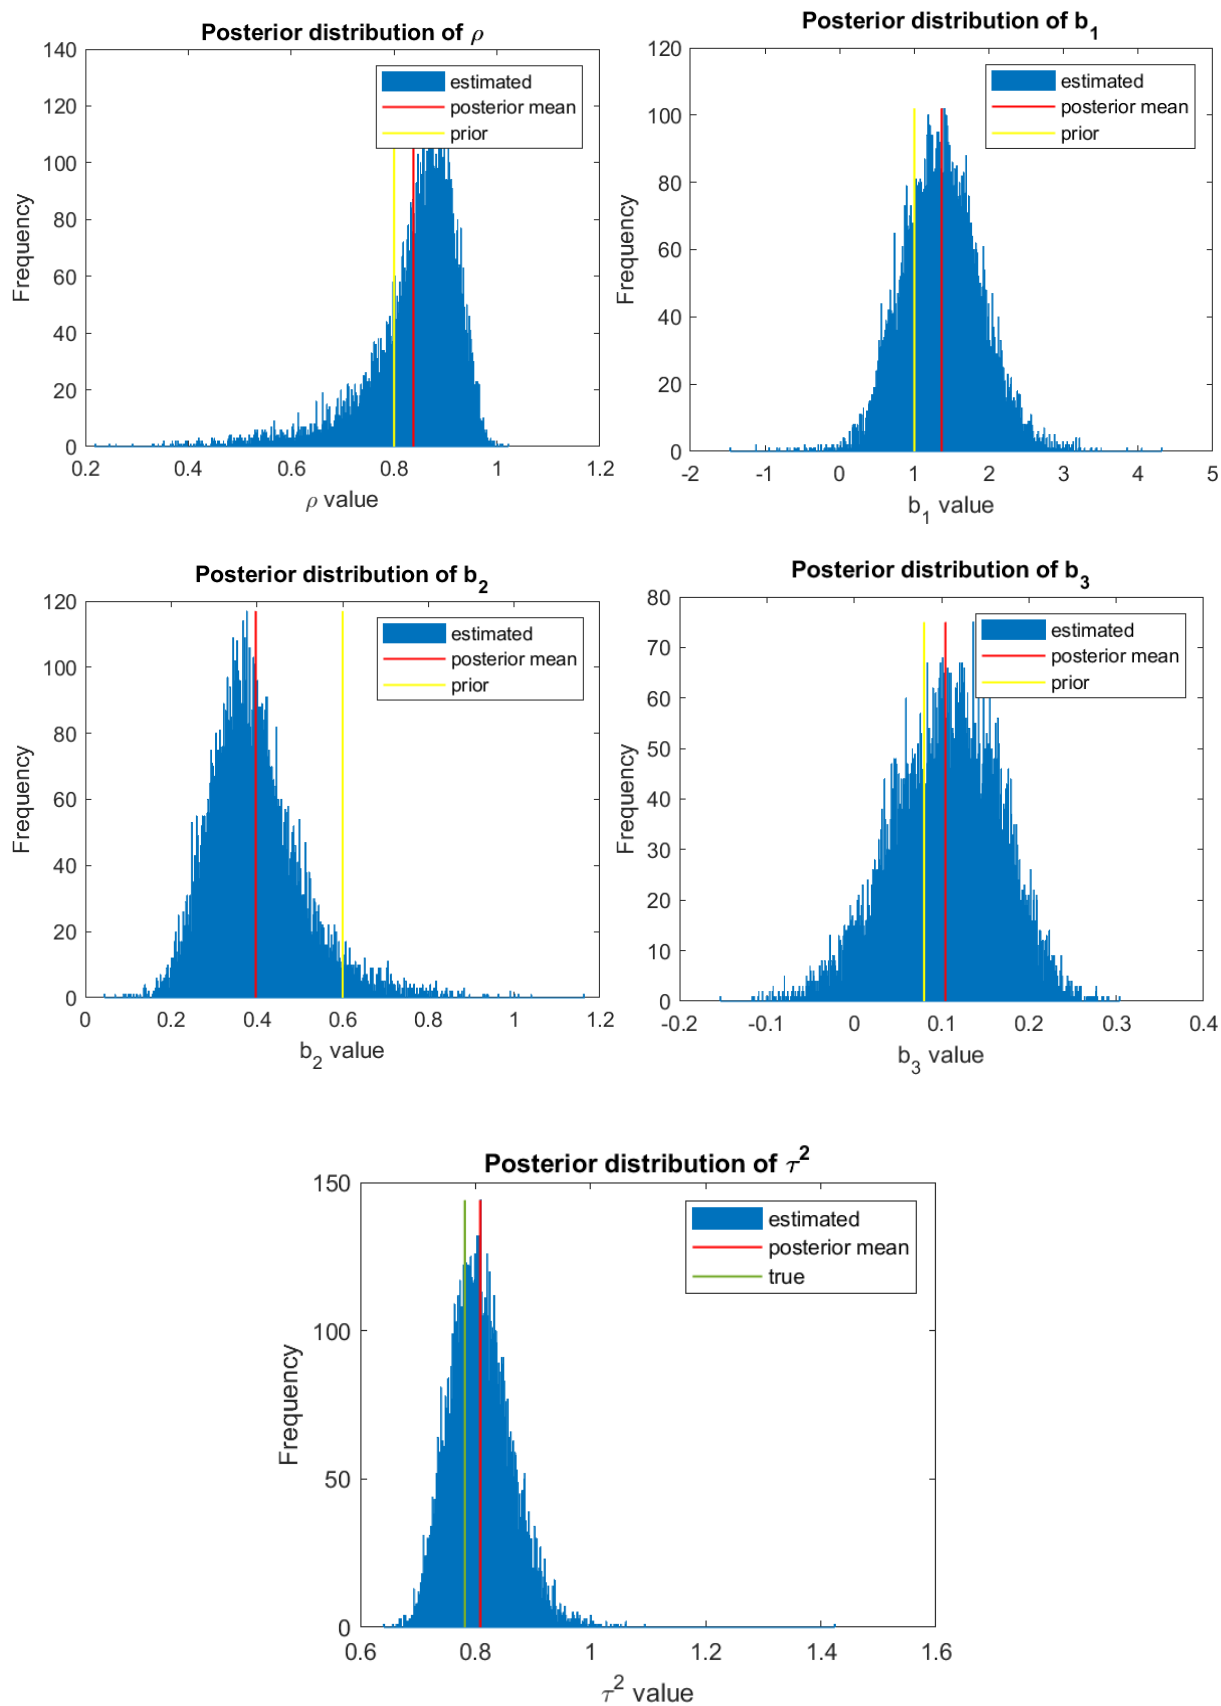 Posterior distribution of ρ
140
120
100
80
60
40
20
0
Frequency
0.2 0.4 0.6 0.8 1 1.2
ρ value
estimated
posterior mean
prior
Posterior distribution of b₁
120
100
80
60
40
20
0
Frequency
-2 -1 0 1 2 3 4 5
b₁ value
estimated
posterior mean
prior
Posterior distribution of b₂
120
100
80
60
40
20
0
Frequency
0 0.2 0.4 0.6 0.8 1 1.2
b₂ value
estimated
posterior mean
prior
Posterior distribution of b₃
80
70
60
50
40
30
20
10
0
Frequency
-0.2 -0.1 0 0.1 0.2 0.3 0.4
b₃ value
estimated
posterior mean
prior
Posterior distribution of τ²
150
100
50
0
Frequency
0.6 0.8 1 1.2 1.4 1.6
τ² value
estimated
posterior mean
true